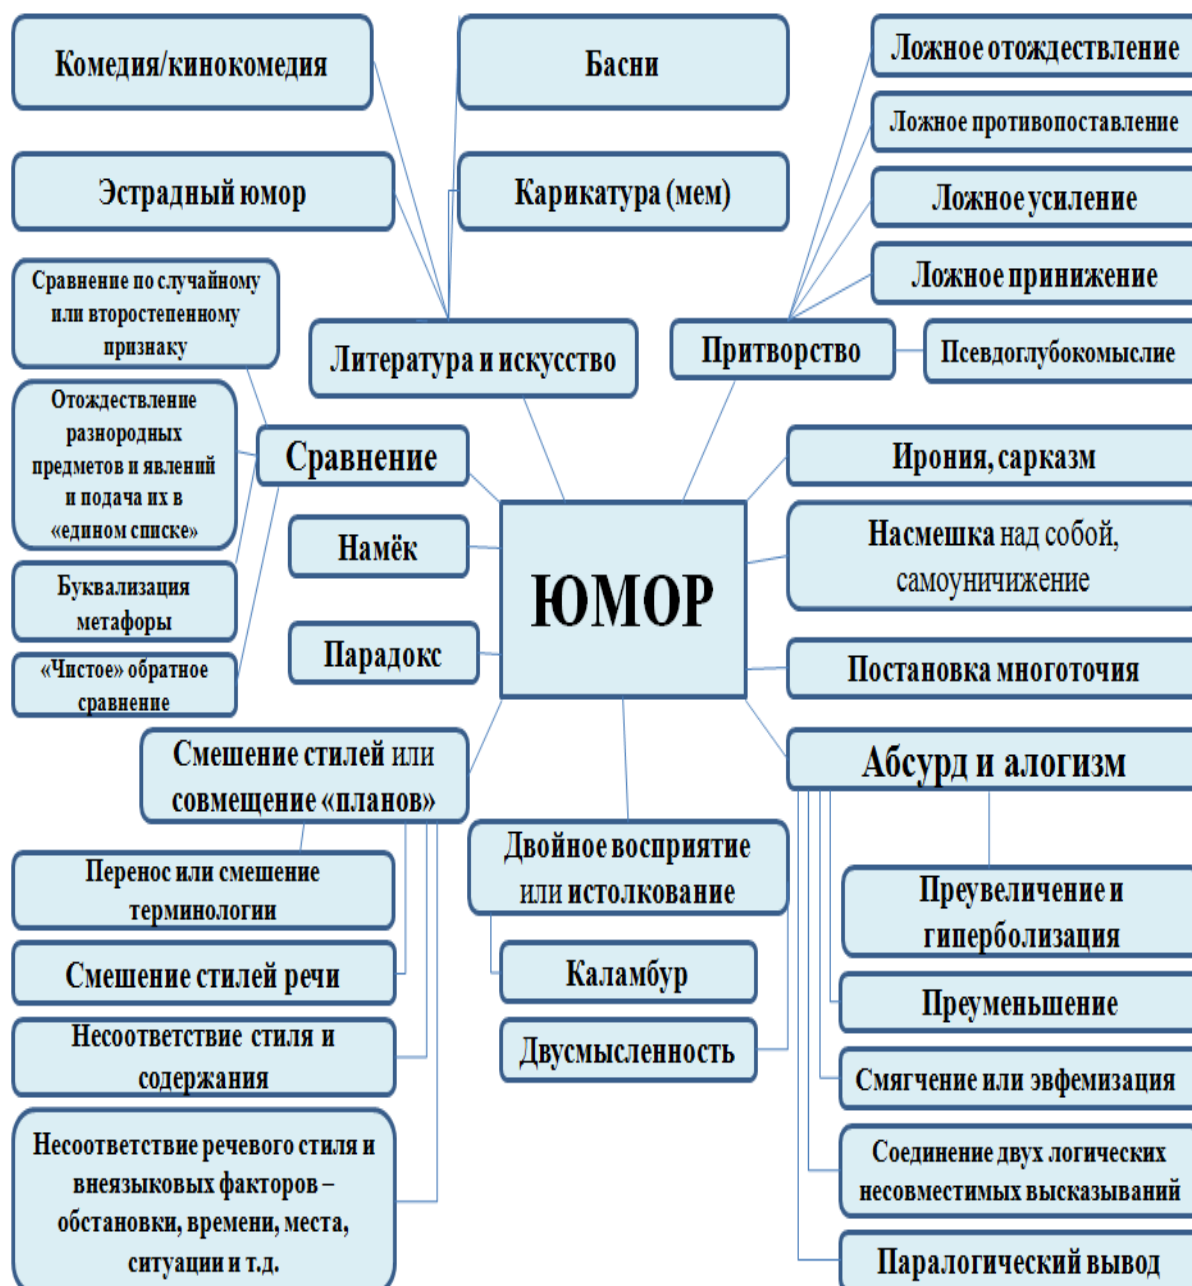 Комедия/кинокомедия
Басни
Эстрадный юмор
Карикатура (мем)
Литература и искусство
Ложное отождествление
Ложное противопоставление
Ложное усиление
Ложное принижение
Притворство
Псевдоглубокомыслие
Сравнение по случайному
или второстепенному
признаку
Отождествление
разнородных
предметов и явлений
и подача их в
«едином списке»
Буквализация
метафоры
«Чистое» обратное
сравнение
Сравнение
Намёк
Парадокс
ЮМОР
Ирония, сарказм
Насмешка над собой,
самоуничижение
Постановка многоточия
Смешение стилей или
совмещение «планов»
Перенос или смешение
терминологии
Смешение стилей речи
Несоответствие стиля и
содержания
Несоответствие речевого стиля и
внеязыковых факторов –
обстановки, времени, места,
ситуации и т.д.
Двойное восприятие
или истолкование
Каламбур
Двусмысленность
Абсурд и алогизм
Преувеличение и
гиперболизация
Преуменьшение
Смягчение или эвфемизация
Соединение двух логических
несовместимых высказываний
Паралогический вывод